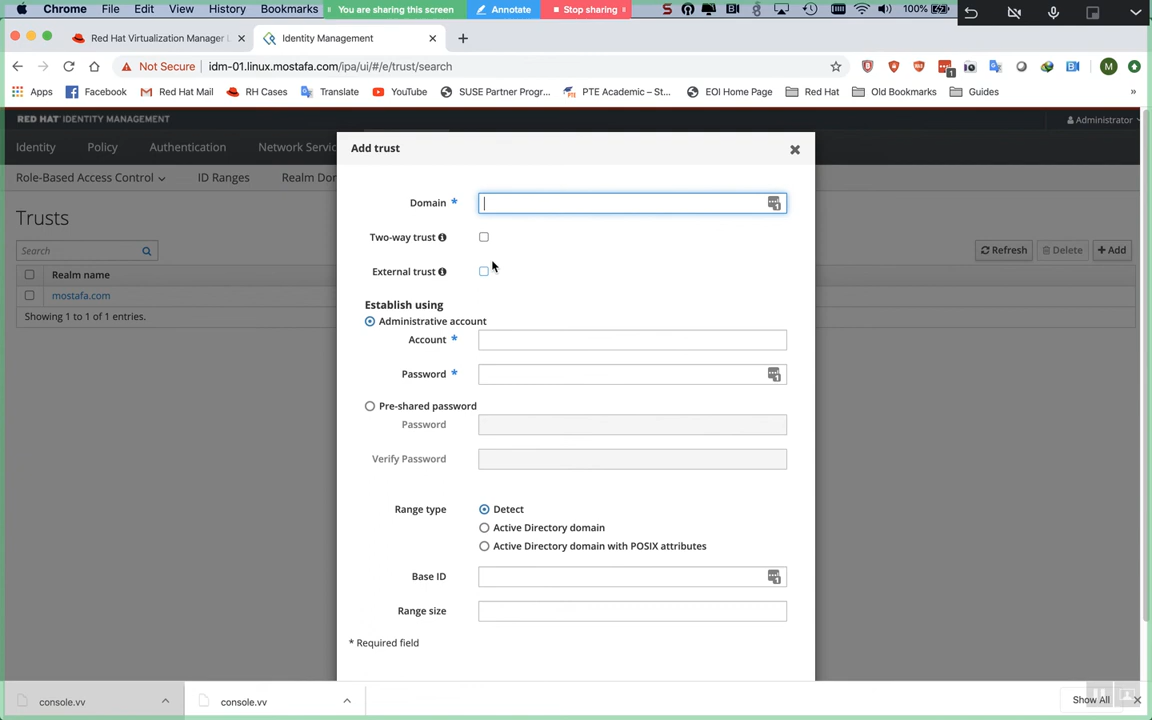 Chrome File Edit View History Bookmarks You are sharing this screen Annotate Stop sharing 100%
Red Hat Virtualization Manager Identity Management
Not Secure idm-01.linux.mostafa.com/ipa/ui/#/e/trust/search
Apps Facebook Red Hat Mail RH Cases Translate YouTube SUSE Partner Progr... PTE Academic – St... EOI Home Page Red Hat Old Bookmarks Guides »
RED HAT® IDENTITY MANAGEMENT Administrator
Identity Policy Authentication Network Servic
Role-Based Access Control ID Ranges Realm Dor
Trusts
Search
Refresh Delete + Add
Realm name
mostafa.com
Showing 1 to 1 of 1 entries.
Add trust
Domain *
Two-way trust
External trust
Establish using
Administrative account
Account *
Password *
Pre-shared password
Password
Verify Password
Range type Detect
Active Directory domain
Active Directory domain with POSIX attributes
Base ID
Range size
* Required field
console.vv console.vv Show All